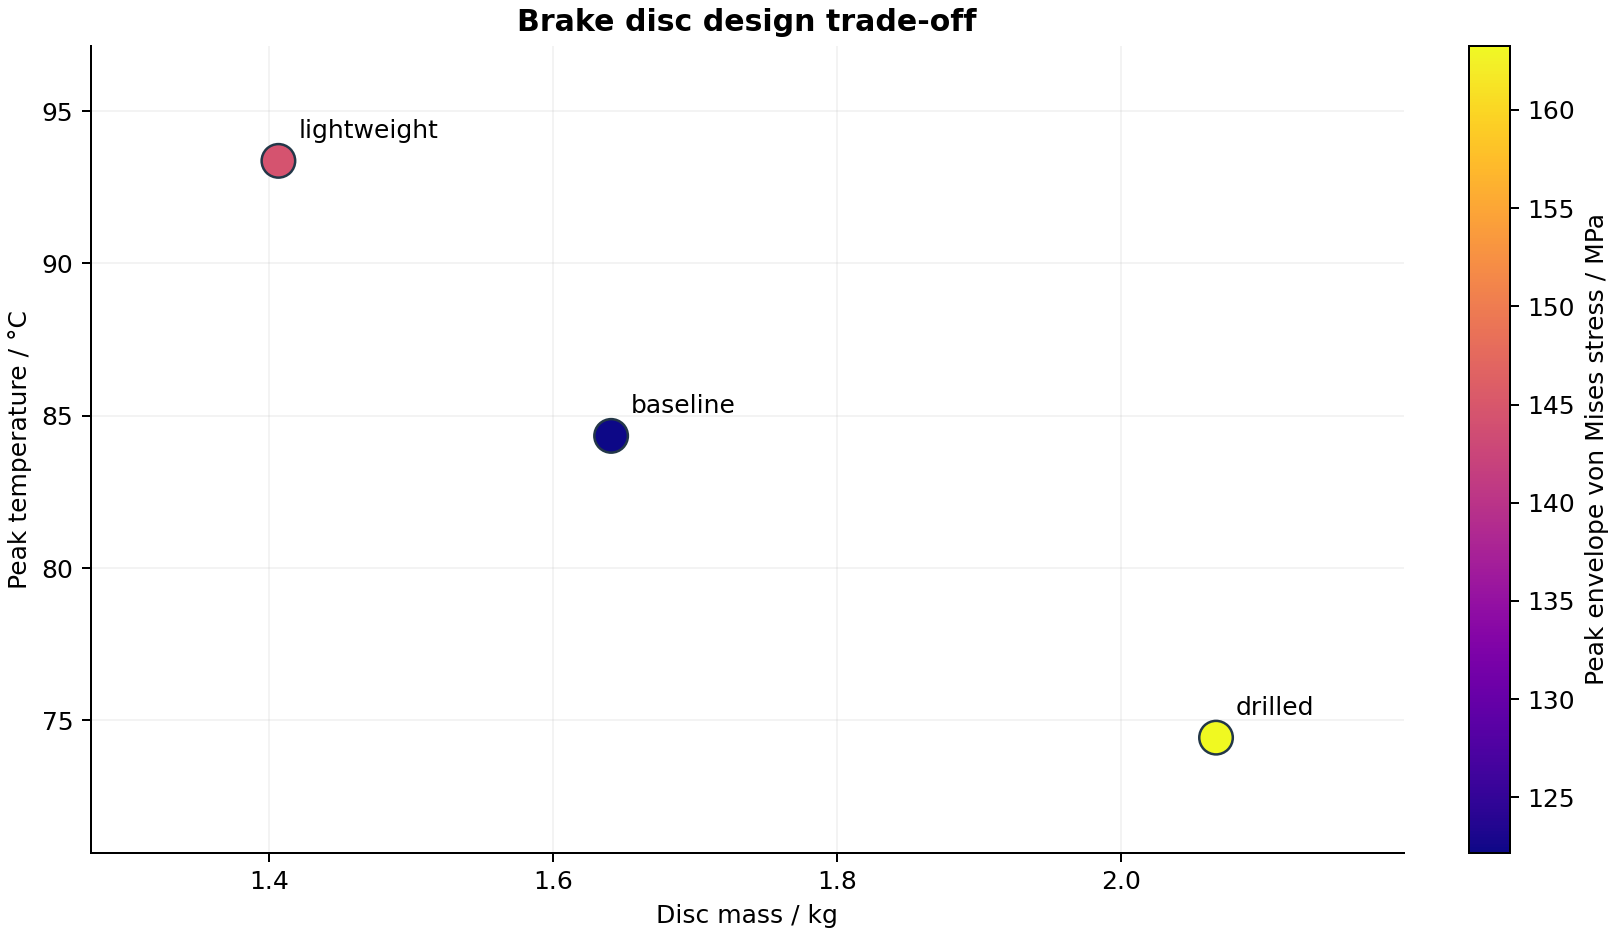 Brake disc design trade-off
Peak temperature / °C
95
90
85
80
75
lightweight
baseline
drilled
1.4
1.6
1.8
2.0
Disc mass / kg
160
155
150
145
140
135
130
125
Peak envelope von Mises stress / MPa